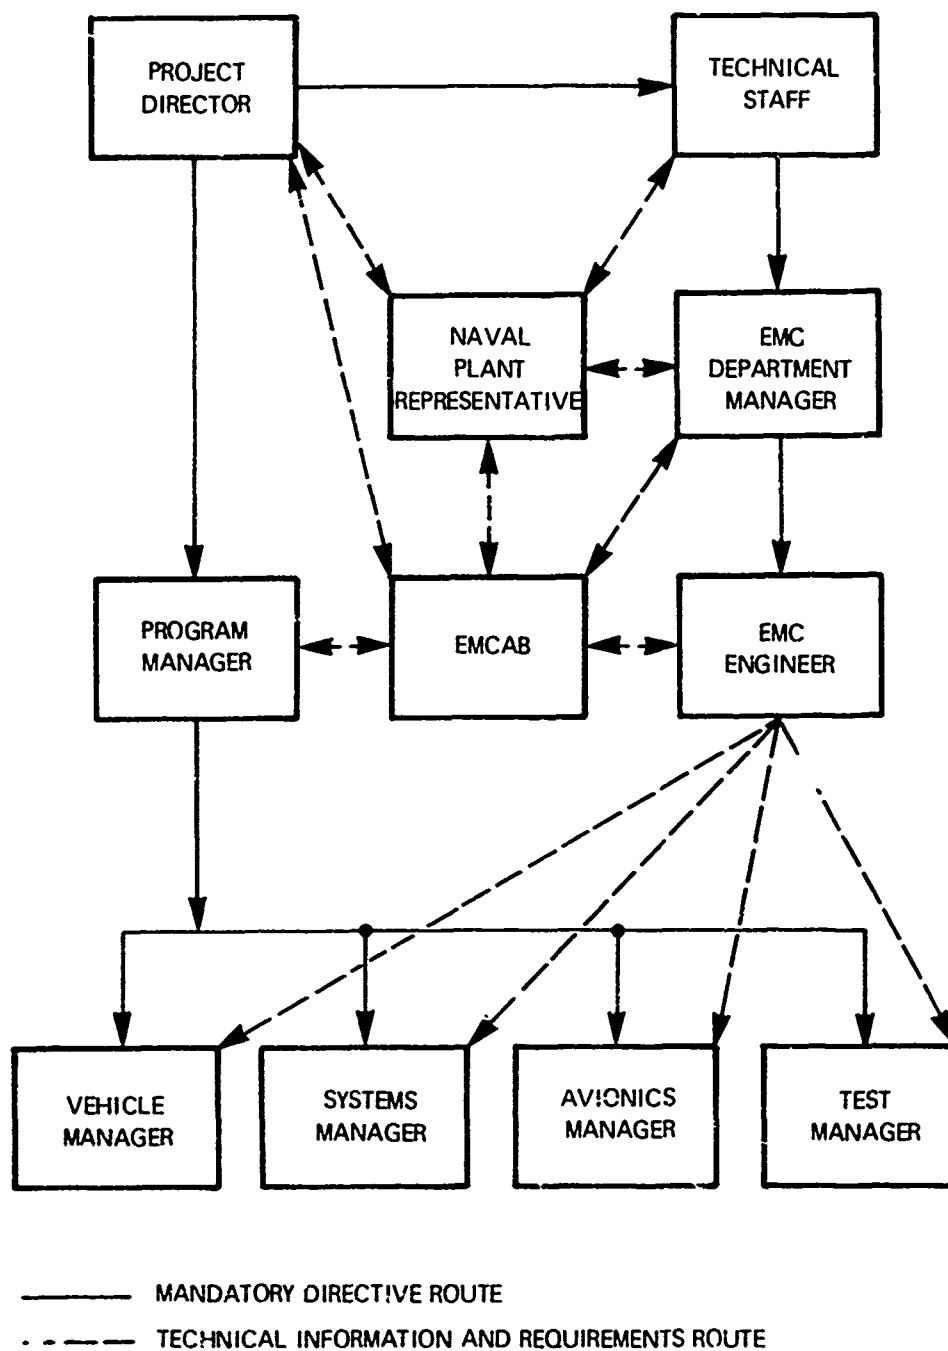 PROJECT
DIRECTOR
TECHNICAL
STAFF
NAVAL
PLANT
REPRESENTATIVE
EMC
DEPARTMENT
MANAGER
PROGRAM
MANAGER
EMCAB
EMC
ENGINEER
VEHICLE
MANAGER
SYSTEMS
MANAGER
AVIONICS
MANAGER
TEST
MANAGER
MANDATORY DIRECTIVE ROUTE
TECHNICAL INFORMATION AND REQUIREMENTS ROUTE